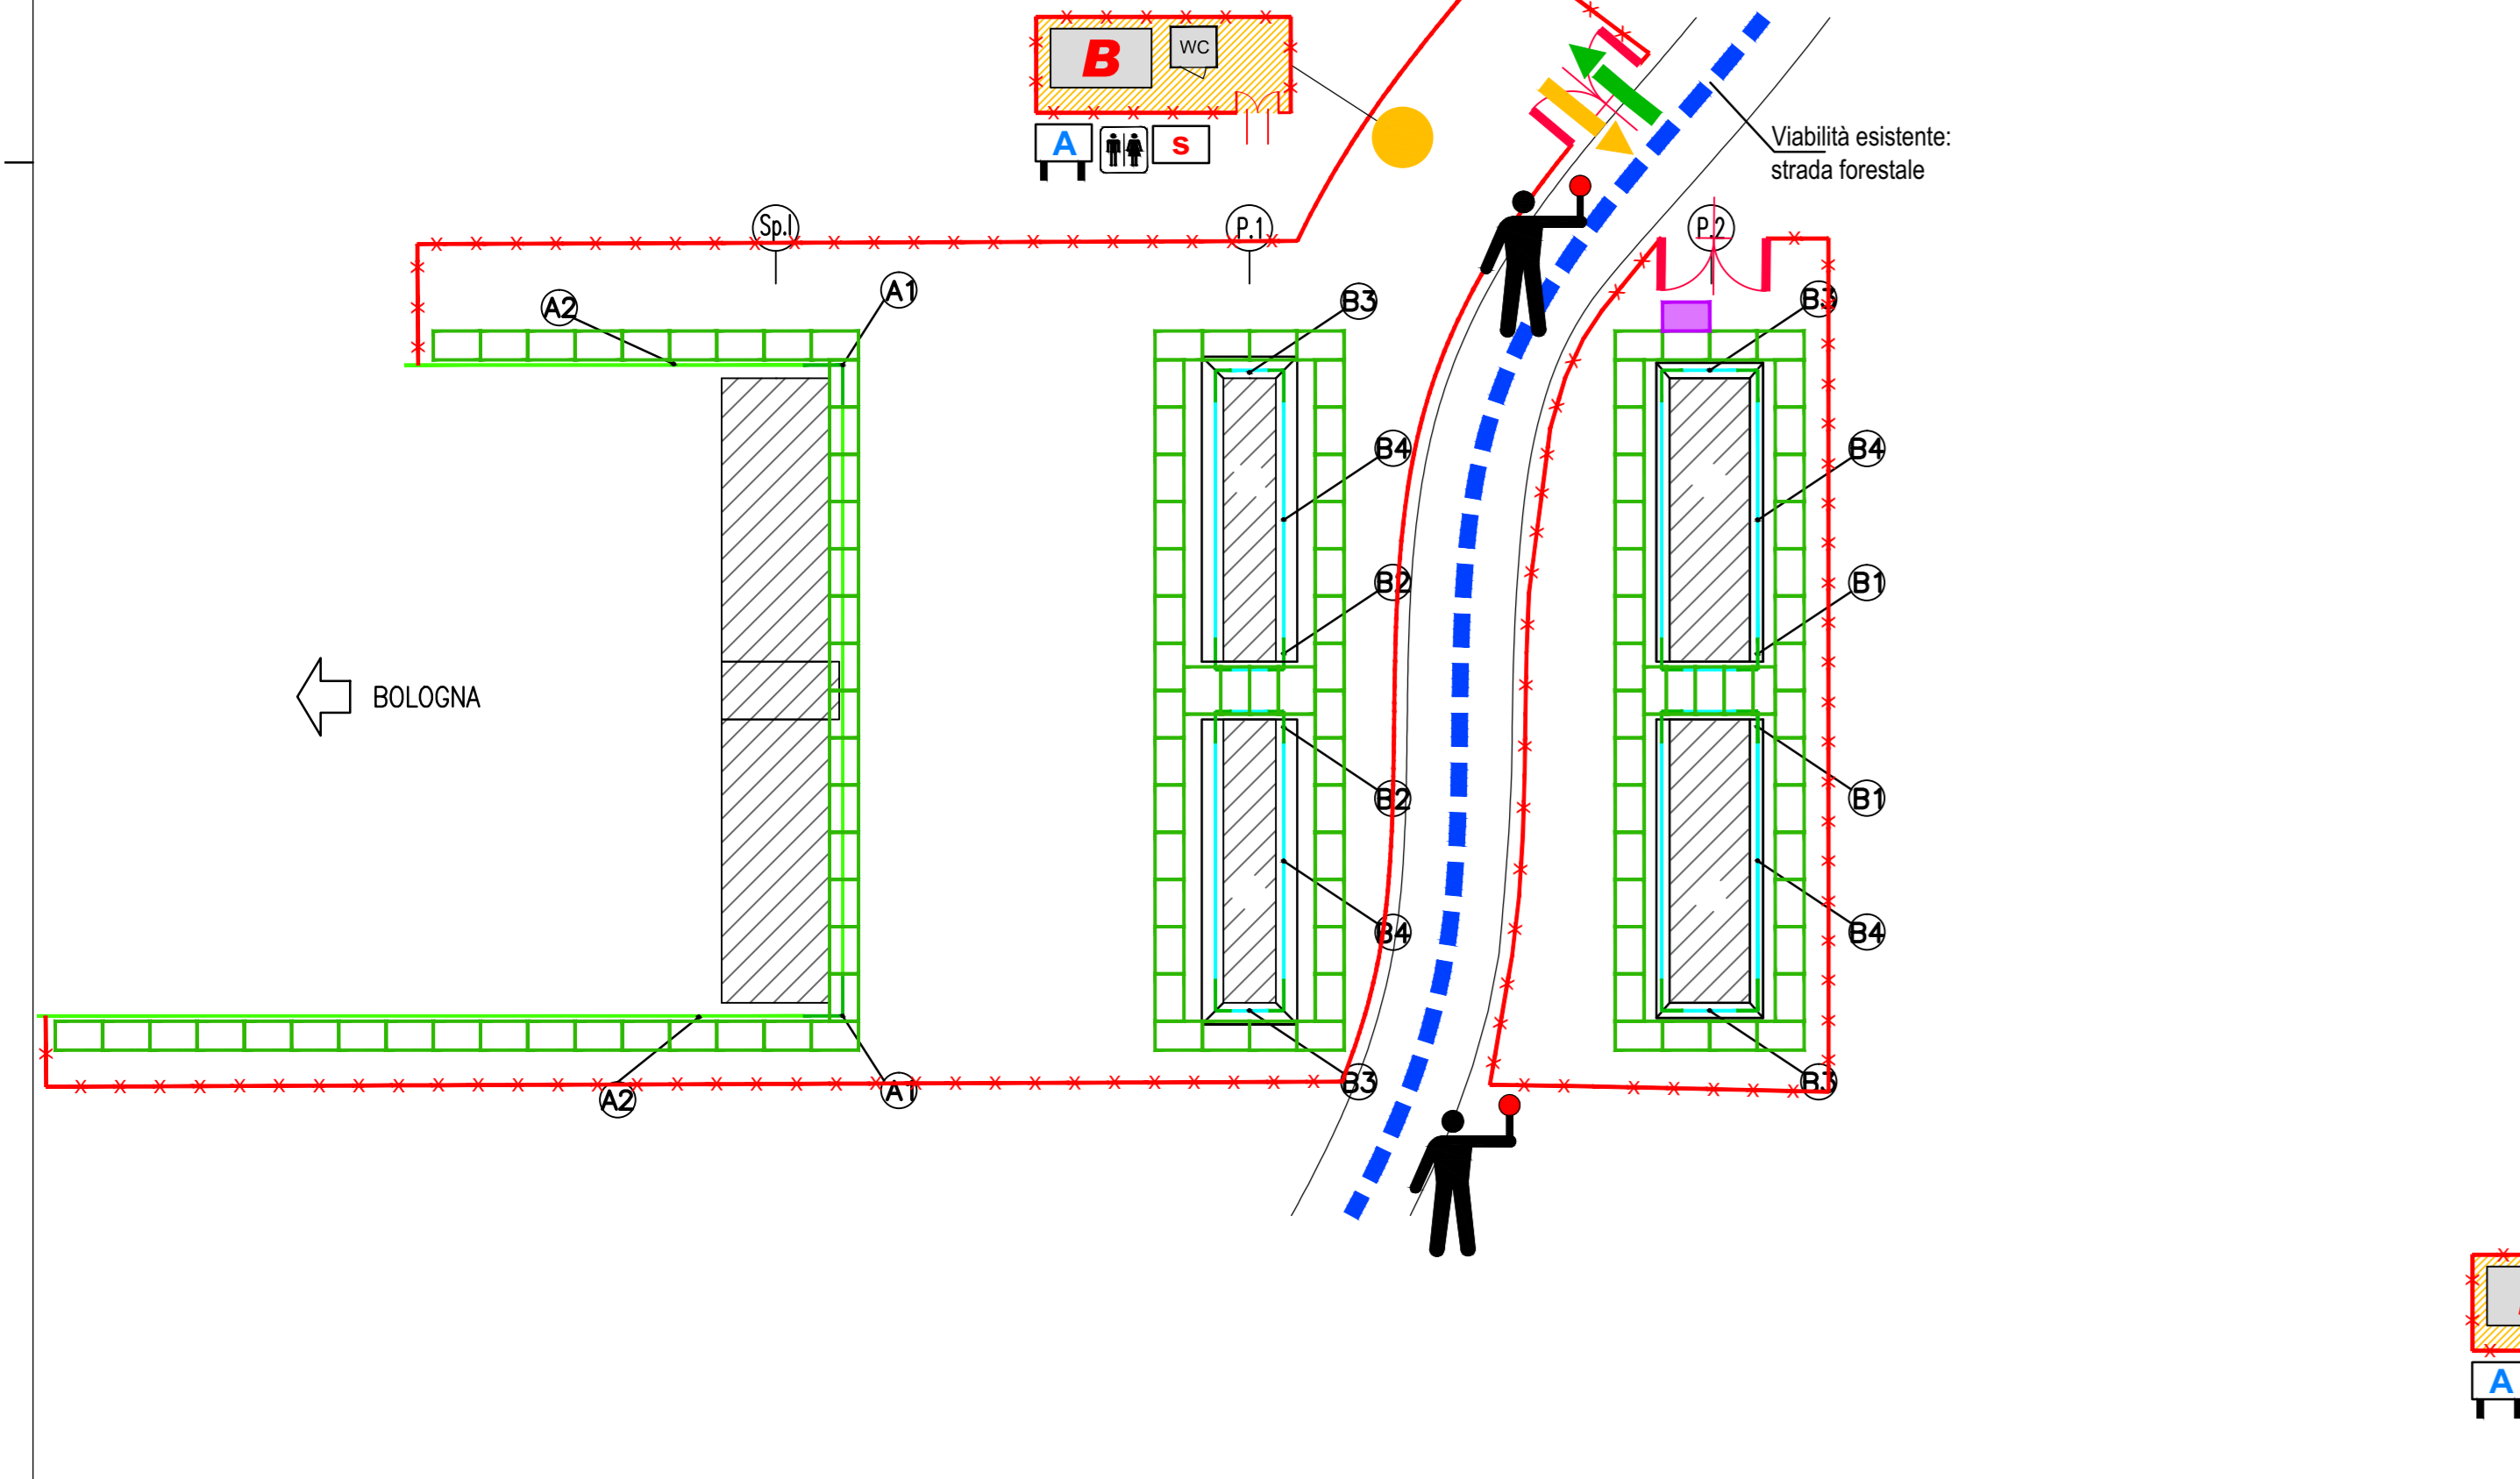 B
WC
A
s
Viabilità esistente:
strada forestale
Sp.I
P.1
P.2
A2
A1
B3
B3
B4
B4
B2
B1
BOLOGNA
B2
B1
B4
B4
A2
A1
B3
B3
A